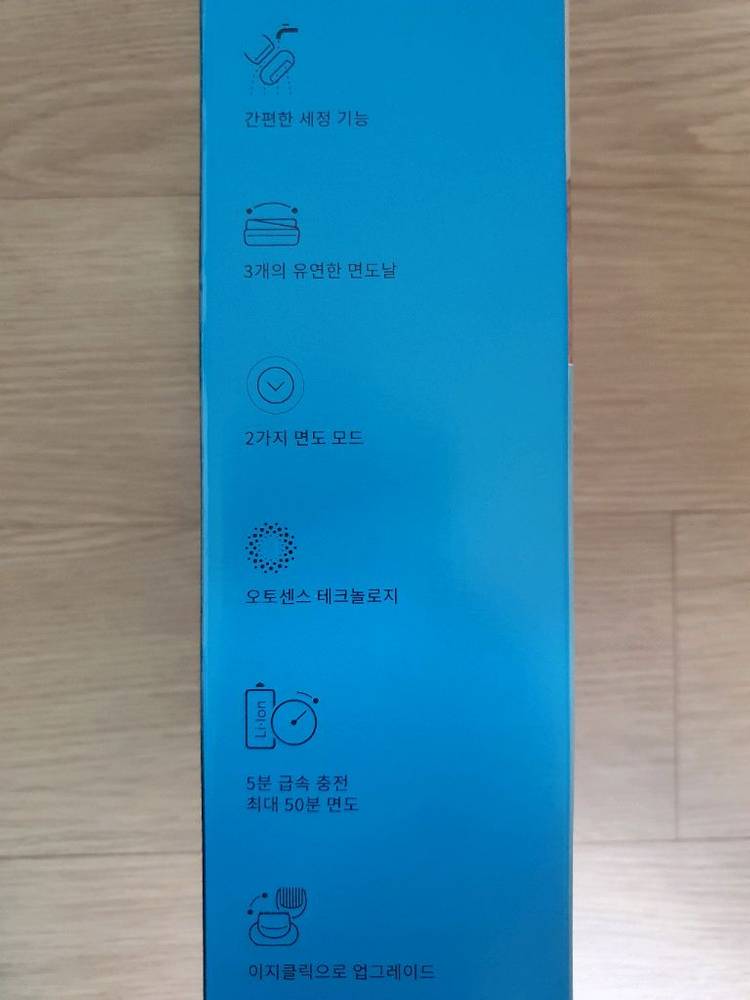 간편한 세정 기능
3개의 유연한 면도날
2가지 면도 모드
오토센스 테크놀로지
Li-Ion
5분 급속 충전
최대 50분 면도
이지클릭으로 업그레이드